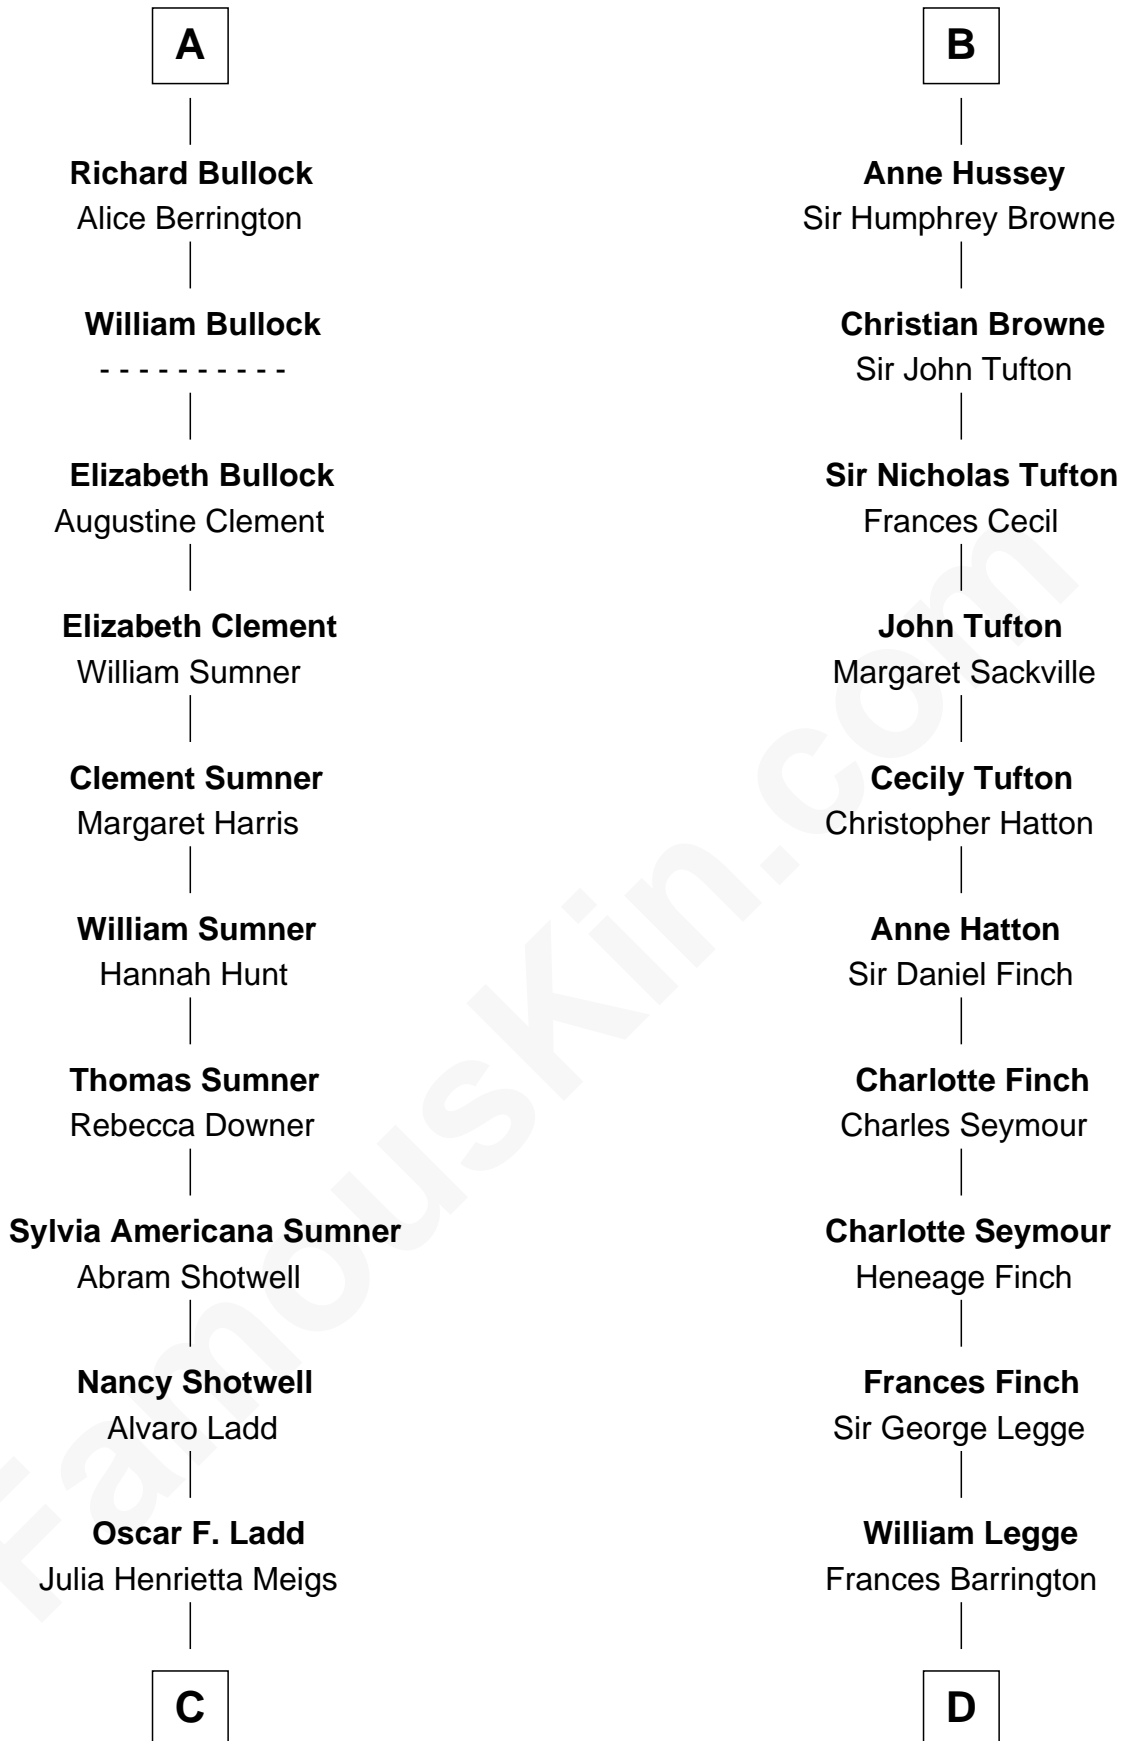 A
Richard Bullock
Alice Berrington
William Bullock
- - - - - - - - - -
Elizabeth Bullock
Augustine Clement
Elizabeth Clement
William Sumner
Clement Sumner
Margaret Harris
William Sumner
Hannah Hunt
Thomas Sumner
Rebecca Downer
Sylvia Americana Sumner
Abram Shotwell
Nancy Shotwell
Alvaro Ladd
Oscar F. Ladd
Julia Henrietta Meigs
C
B
Anne Hussey
Sir Humphrey Browne
Christian Browne
Sir John Tufton
Sir Nicholas Tufton
Frances Cecil
John Tufton
Margaret Sackville
Cecily Tufton
Christopher Hatton
Anne Hatton
Sir Daniel Finch
Charlotte Finch
Charles Seymour
Charlotte Seymour
Heneage Finch
Frances Finch
Sir George Legge
William Legge
Frances Barrington
D
FamousKin.com